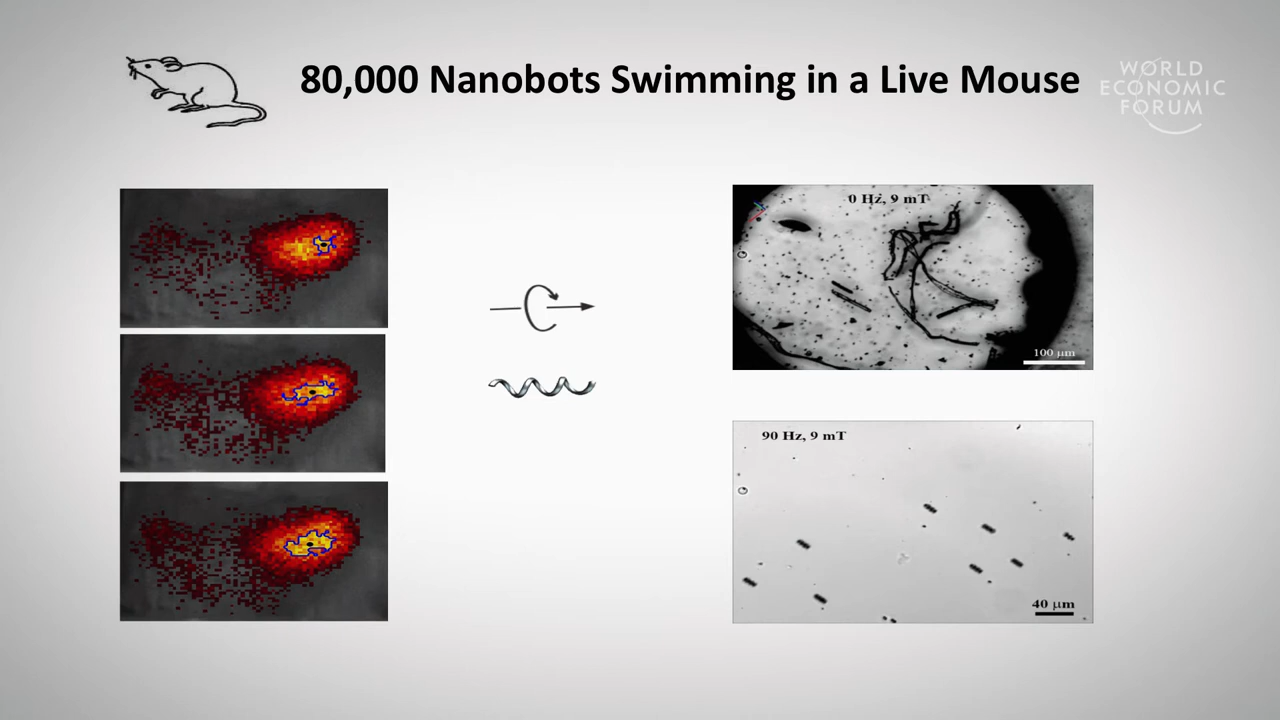 80,000 Nanobots Swimming in a Live Mouse
WORLD
ECONOMIC
FORUM
0 Hz, 9 mT
100 µm
90 Hz, 9 mT
40 µm